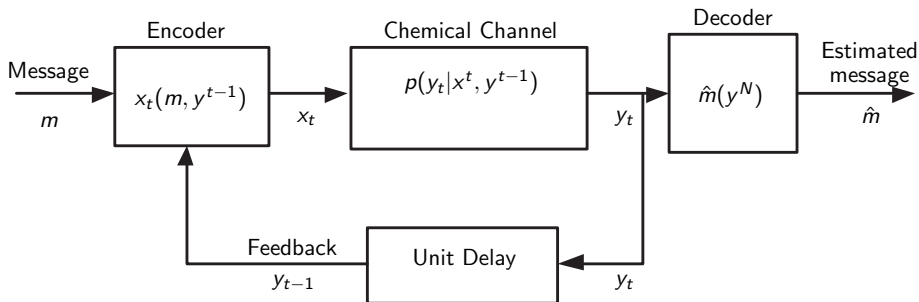 Encoder
Chemical Channel
Decoder
Message
m
x_t(m, y^{t−1})
x_t
p(y_t|x^t, y^{t−1})
y_t
m̂(y^N)
Estimated
message
m̂
Feedback
y_{t−1}
Unit Delay
y_t